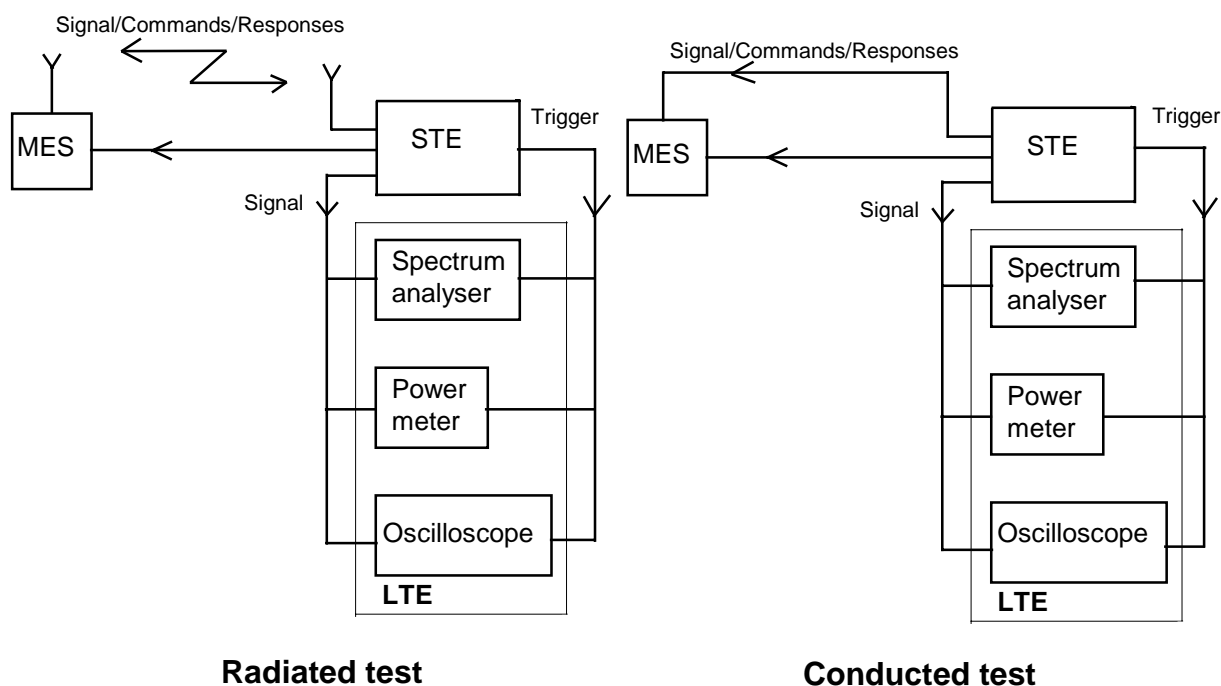 Signal/Commands/Responses
MES
STE
Trigger
Signal
Spectrum
analyser
Power
meter
Oscilloscope
LTE
Radiated test
Signal/Commands/Responses
MES
STE
Trigger
Signal
Spectrum
analyser
Power
meter
Oscilloscope
LTE
Conducted test